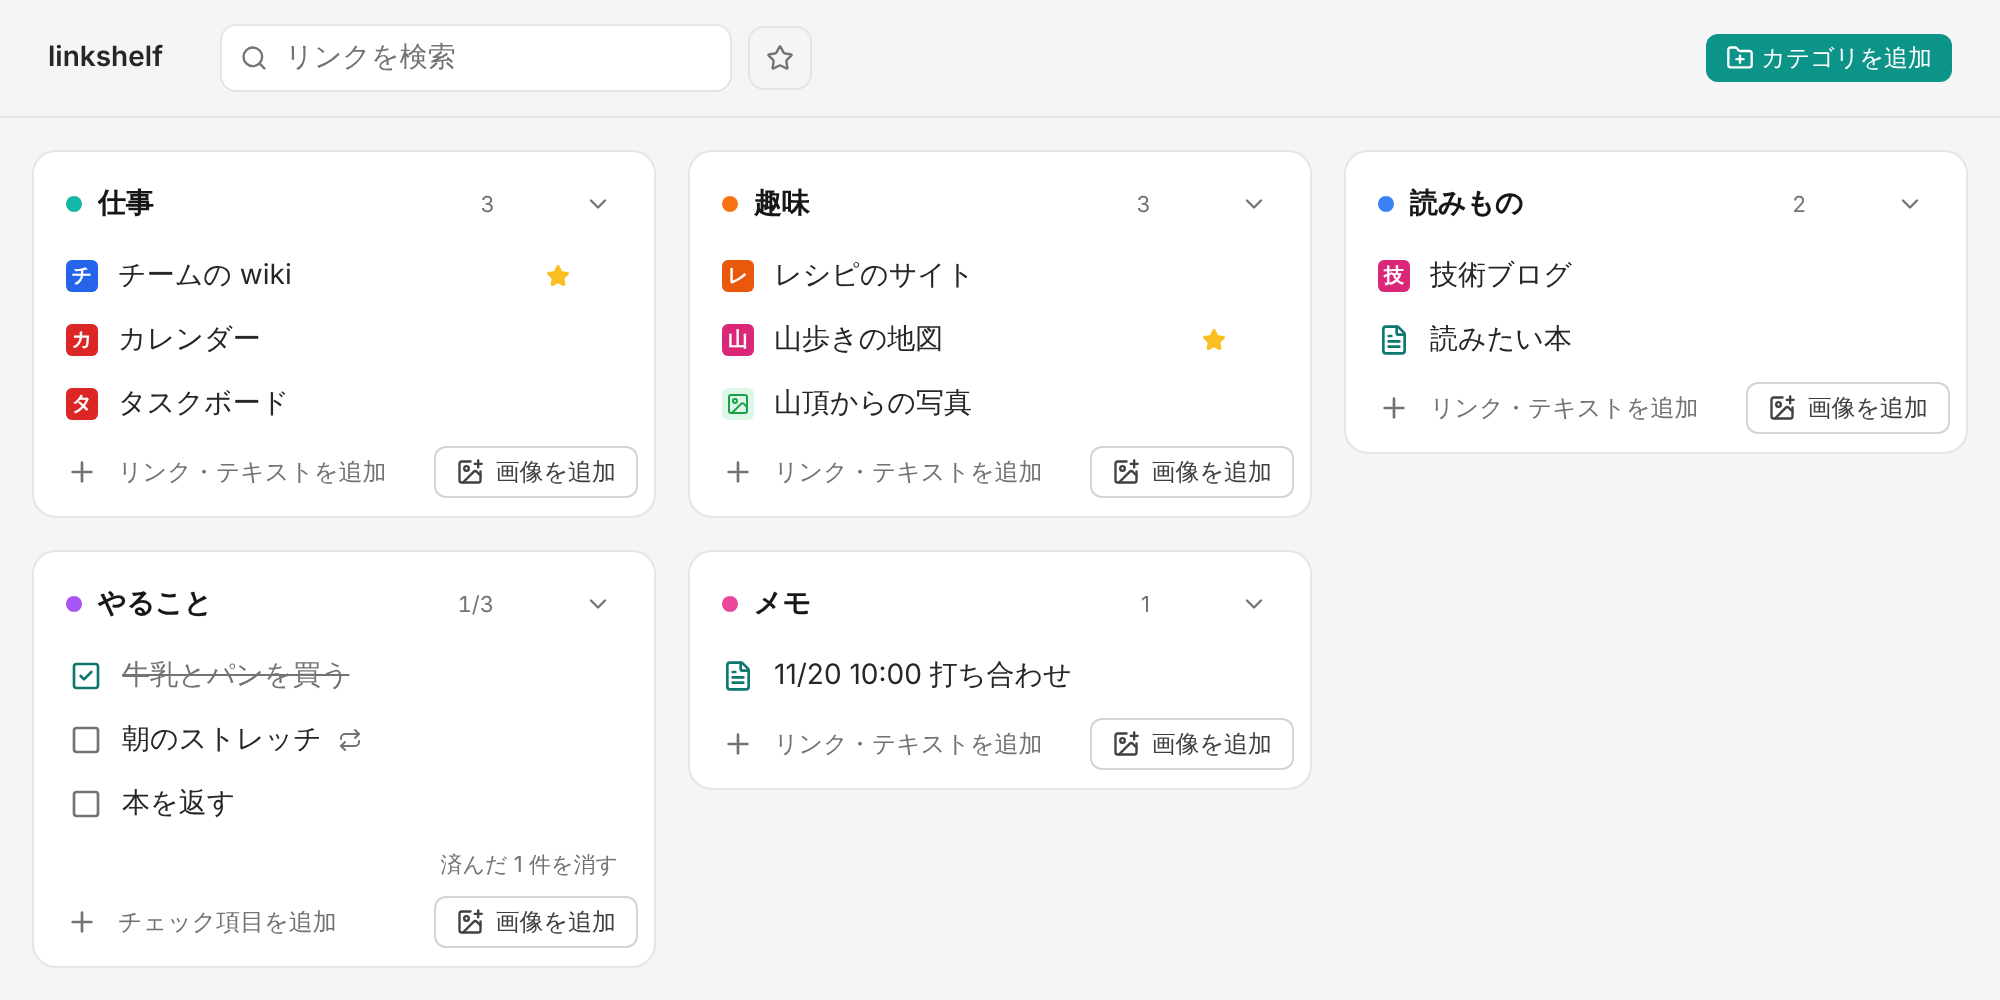 linkshelf
リンクを検索
カテゴリを追加
仕事 3
チ チームの wiki
カ カレンダー
タ タスクボード
リンク・テキストを追加 画像を追加
趣味 3
レ レシピのサイト
山 山歩きの地図
山頂からの写真
リンク・テキストを追加 画像を追加
読みもの 2
技 技術ブログ
読みたい本
リンク・テキストを追加 画像を追加
やること 1/3
牛乳とパンを買う
朝のストレッチ
本を返す
済んだ 1 件を消す
チェック項目を追加 画像を追加
メモ 1
11/20 10:00 打ち合わせ
リンク・テキストを追加 画像を追加